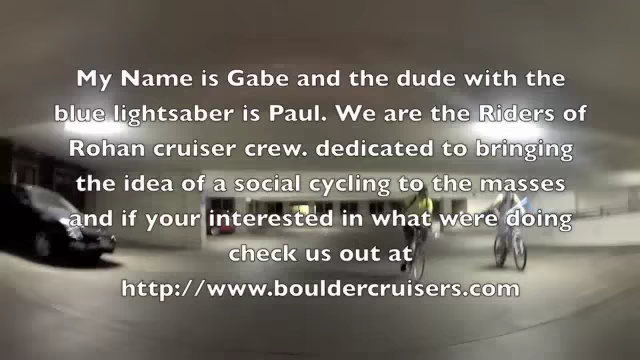 My Name is Gabe and the dude with the
blue lightsaber is Paul. We are the Riders of
Rohan cruiser crew. dedicated to bringing
the idea of a social cycling to the masses
and if your interested in what were doing
check us out at
http://www.bouldercruisers.com